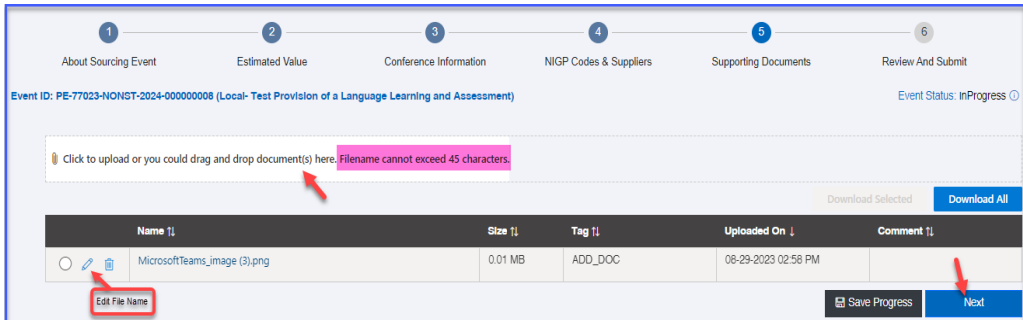 1 2 3 4 5 6
About Sourcing Event Estimated Value Conference Information NIGP Codes & Suppliers Supporting Documents Review And Submit
Event ID: PE-77023-NONST-2024-000000008 (Local- Test Provision of a Language Learning and Assessment) Event Status: InProgress
Click to upload or you could drag and drop document(s) here. Filename cannot exceed 45 characters.
Download Selected Download All
Name Size Tag Uploaded On Comment
MicrosoftTeams_image (3).png 0.01 MB ADD_DOC 08-29-2023 02:58 PM
Edit File Name Save Progress Next